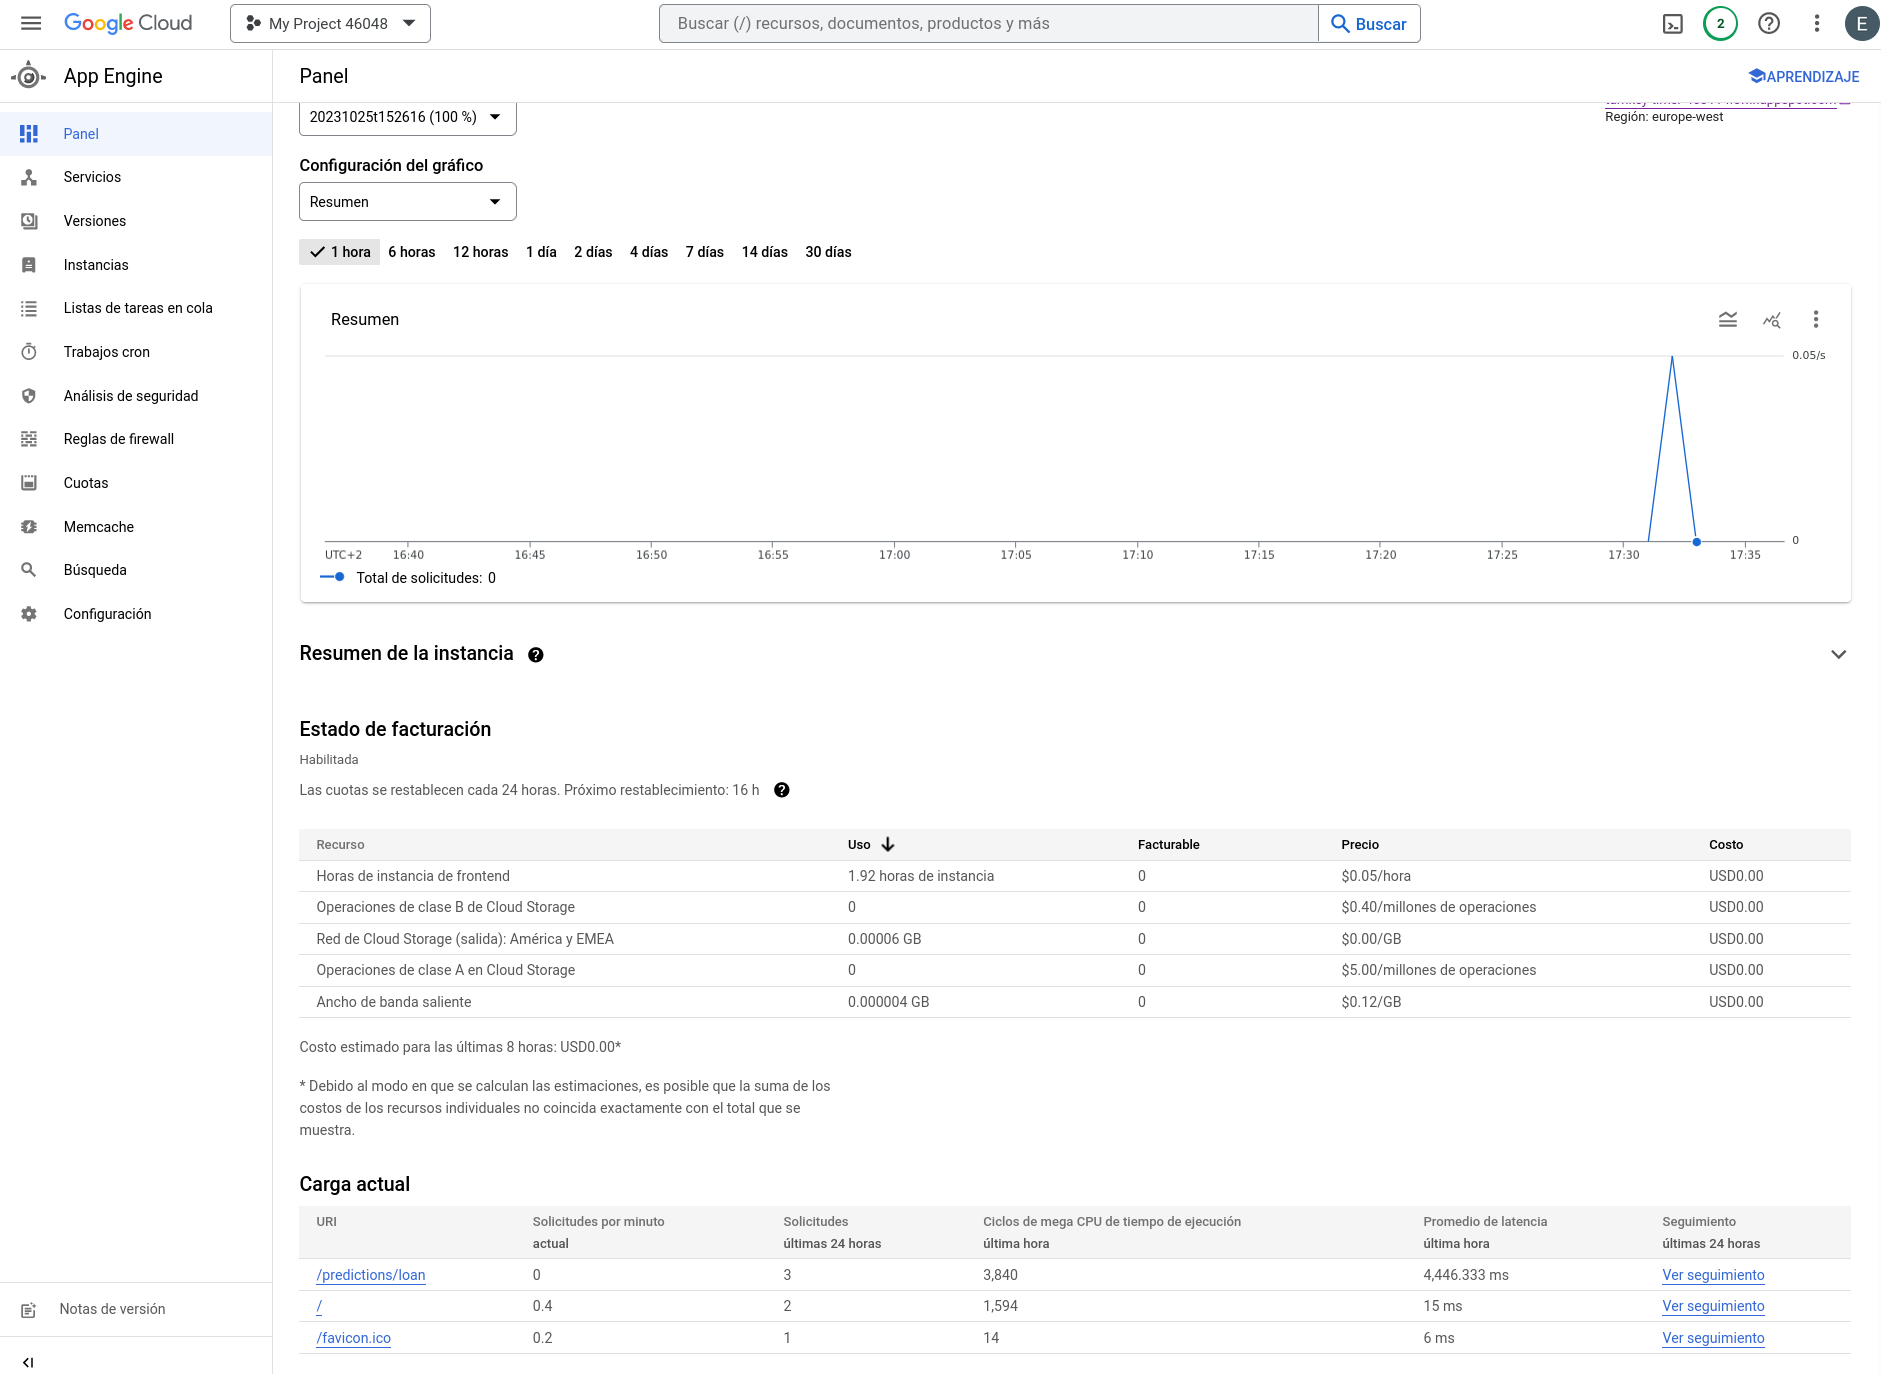 Google Cloud
My Project 46048
Buscar (/) recursos, documentos, productos y más
Buscar
2
E
App Engine
Panel
APRENDIZAJE
Panel
Servicios
Versiones
Instancias
Listas de tareas en cola
Trabajos cron
Análisis de seguridad
Reglas de firewall
Cuotas
Memcache
Búsqueda
Configuración
Notas de versión
20231025t152616 (100 %)
Región: europe-west
Configuración del gráfico
Resumen
1 hora 6 horas 12 horas 1 día 2 días 4 días 7 días 14 días 30 días
Resumen
0.05/s
0
UTC+2 16:40 16:45 16:50 16:55 17:00 17:05 17:10 17:15 17:20 17:25 17:30 17:35
Total de solicitudes: 0
Resumen de la instancia
Estado de facturación
Habilitada
Las cuotas se restablecen cada 24 horas. Próximo restablecimiento: 16 h
Recurso Uso Facturable Precio Costo
Horas de instancia de frontend 1.92 horas de instancia 0 $0.05/hora USD0.00
Operaciones de clase B de Cloud Storage 0 0 $0.40/millones de operaciones USD0.00
Red de Cloud Storage (salida): América y EMEA 0.00006 GB 0 $0.00/GB USD0.00
Operaciones de clase A en Cloud Storage 0 0 $5.00/millones de operaciones USD0.00
Ancho de banda saliente 0.000004 GB 0 $0.12/GB USD0.00
Costo estimado para las últimas 8 horas: USD0.00*
* Debido al modo en que se calculan las estimaciones, es posible que la suma de los
costos de los recursos individuales no coincida exactamente con el total que se
muestra.
Carga actual
URI Solicitudes por minuto Solicitudes Ciclos de mega CPU de tiempo de ejecución Promedio de latencia Seguimiento
actual últimas 24 horas última hora última hora últimas 24 horas
/predictions/loan 0 3 3,840 4,446.333 ms Ver seguimiento
/ 0.4 2 1,594 15 ms Ver seguimiento
/favicon.ico 0.2 1 14 6 ms Ver seguimiento